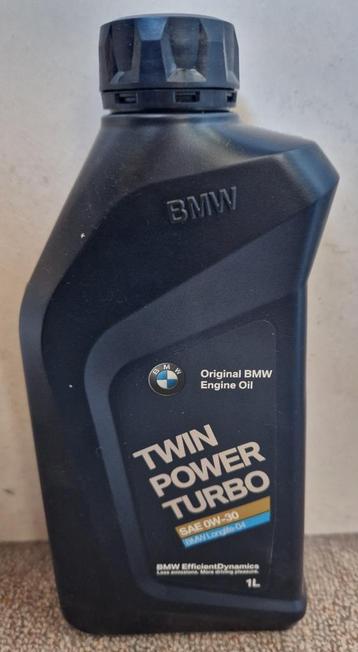 BMW
BMW
Original BMW
Engine Oil
TWIN
POWER
TURBO
SAE 0W-30
BMW Longlife-04
BMW EfficientDynamics
Less emissions. More driving pleasure.
1L